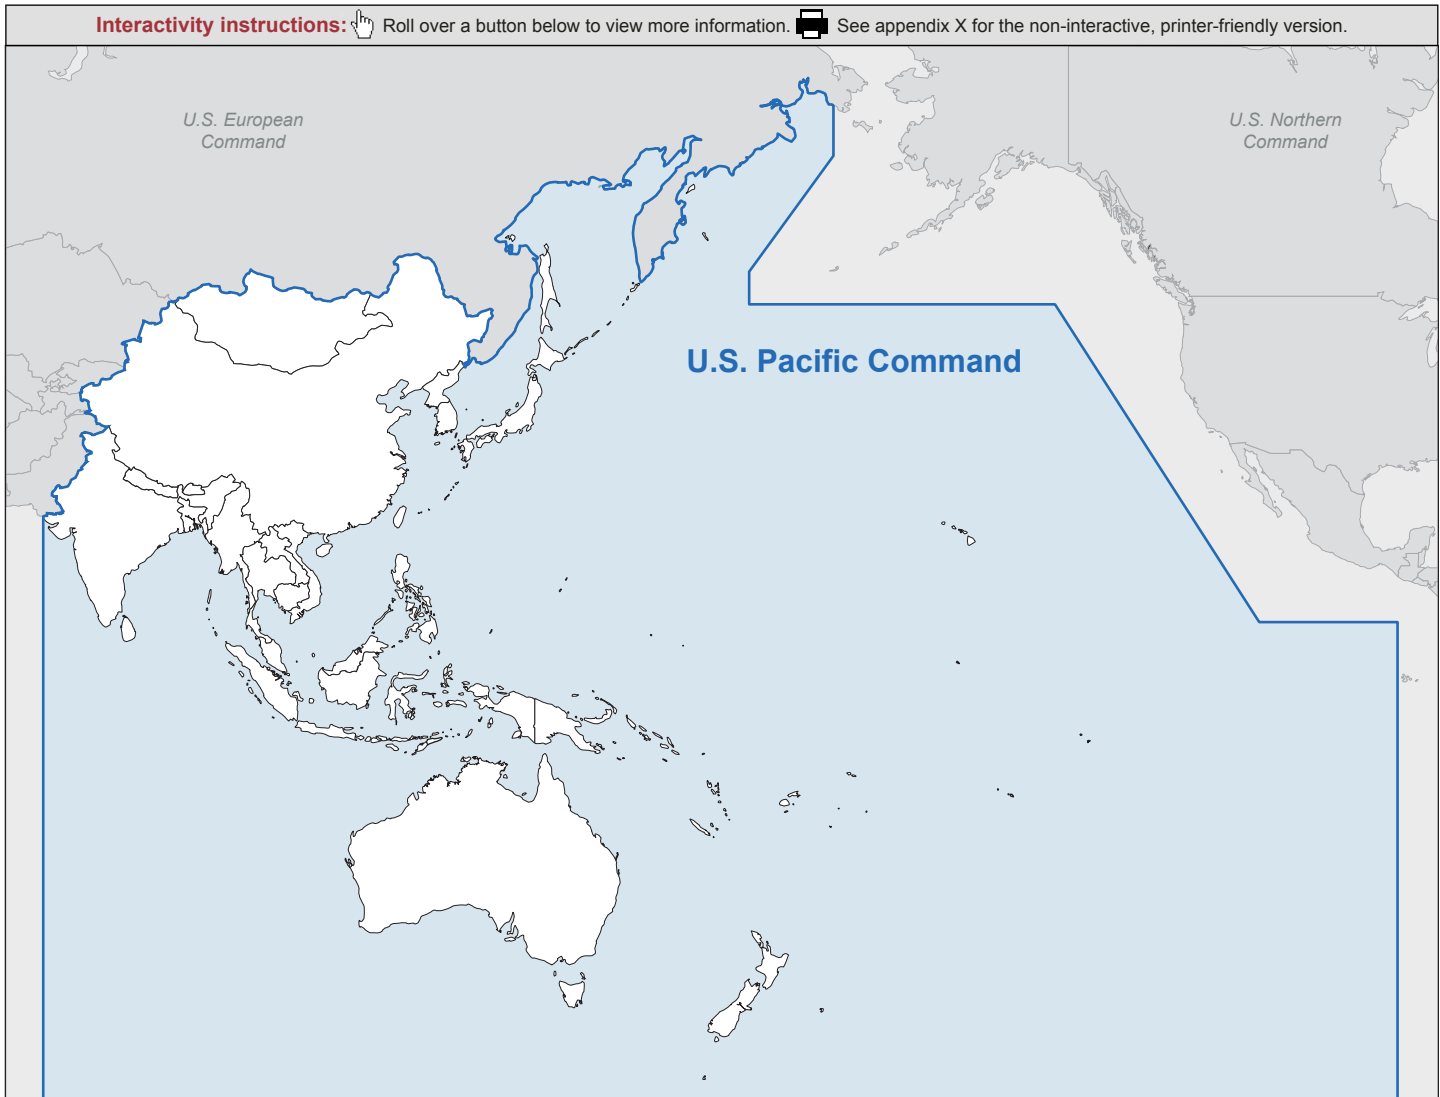 Interactivity instructions: Roll over a button below to view more information. See appendix X for the non-interactive, printer-friendly version.
U.S. European
Command
U.S. Northern
Command
U.S. Pacific Command